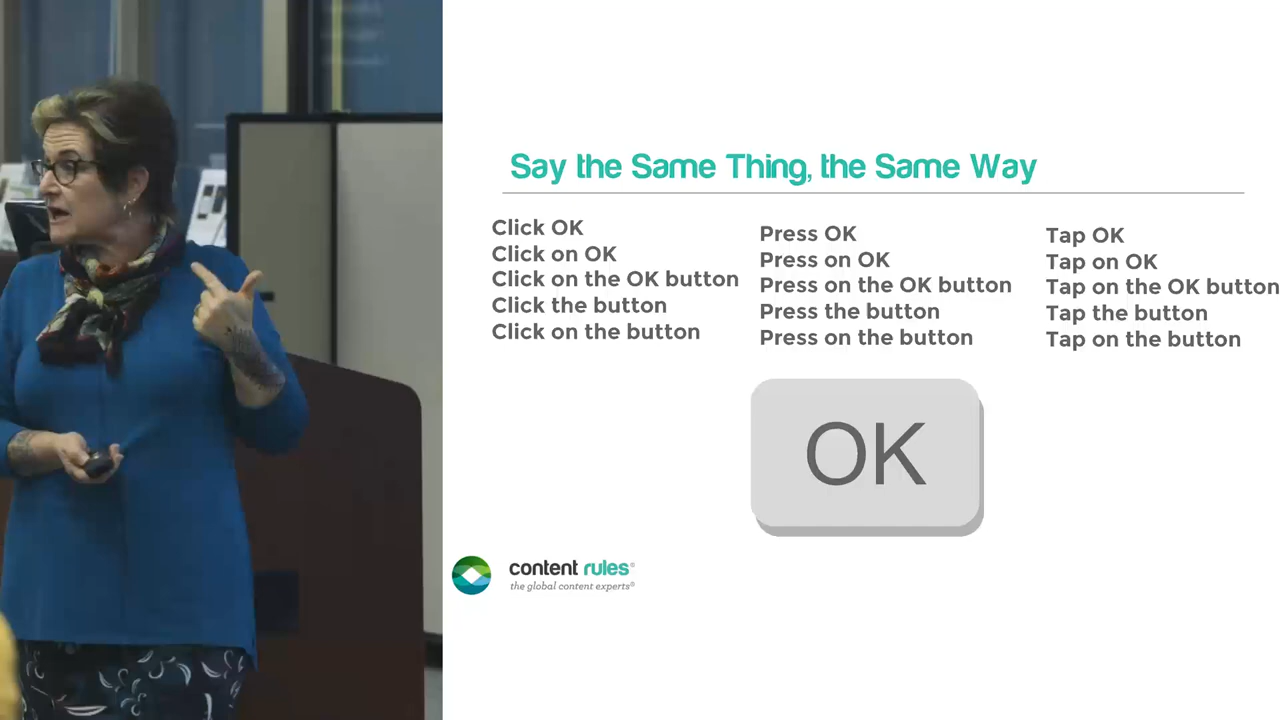 Say the Same Thing, the Same Way
Click OK
Click on OK
Click on the OK button
Click the button
Click on the button
Press OK
Press on OK
Press on the OK button
Press the button
Press on the button
Tap OK
Tap on OK
Tap on the OK button
Tap the button
Tap on the button
OK
content rules®
the global content experts®